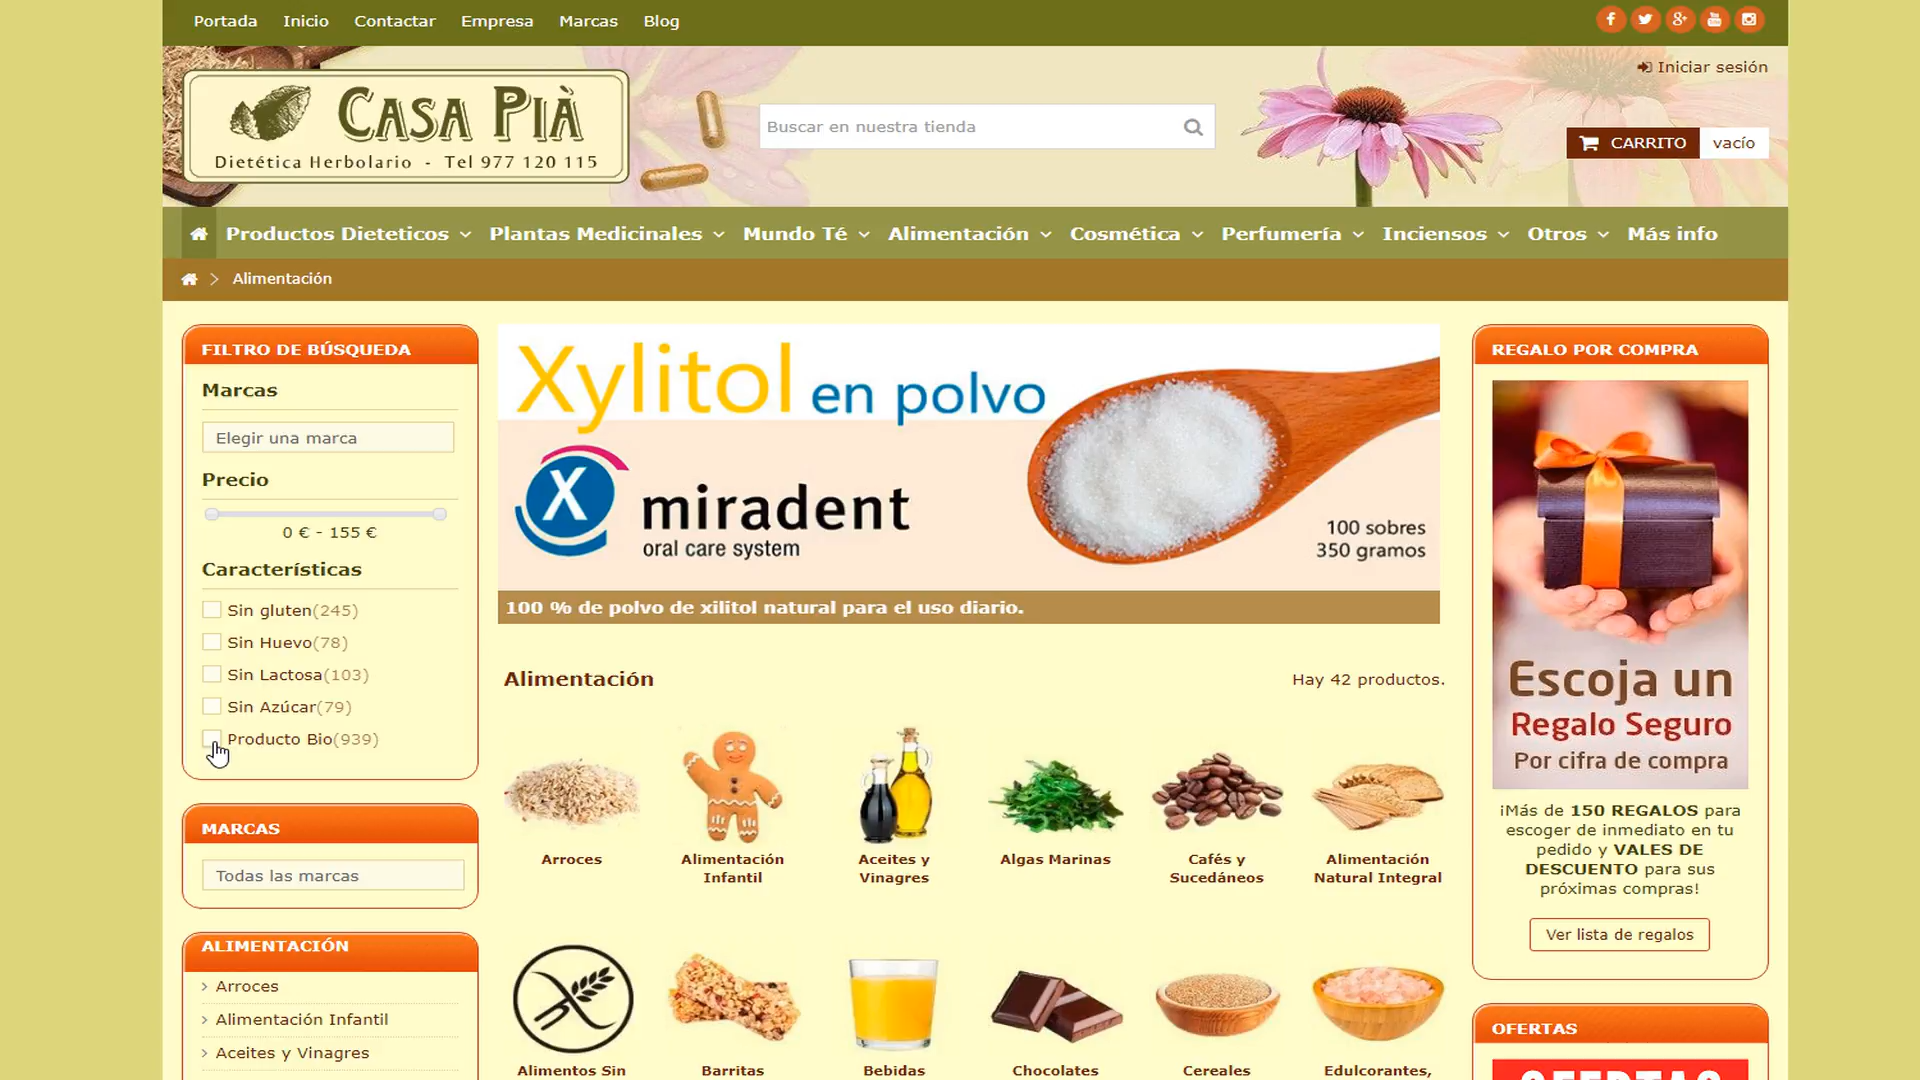 Portada Inicio Contactar Empresa Marcas Blog
Iniciar sesión
CASA PIÀ
Dietética Herbolario - Tel 977 120 115
Buscar en nuestra tienda
CARRITO vacío
Productos Dieteticos Plantas Medicinales Mundo Té Alimentación Cosmética Perfumería Inciensos Otros Más info
Alimentación
FILTRO DE BÚSQUEDA
Marcas
Elegir una marca
Precio
0 € - 155 €
Características
Sin gluten(245)
Sin Huevo(78)
Sin Lactosa(103)
Sin Azúcar(79)
Producto Bio(939)
MARCAS
Todas las marcas
ALIMENTACIÓN
Arroces
Alimentación Infantil
Aceites y Vinagres
Xylitol en polvo
X miradent
oral care system
100 sobres
350 gramos
100 % de polvo de xilitol natural para el uso diario.
Alimentación
Hay 42 productos.
Arroces
Alimentación
Infantil
Aceites y
Vinagres
Algas Marinas
Cafés y
Sucedáneos
Alimentación
Natural Integral
Alimentos Sin
Barritas
Bebidas
Chocolates
Cereales
Edulcorantes,
REGALO POR COMPRA
Escoja un
Regalo Seguro
Por cifra de compra
¡Más de 150 REGALOS para
escoger de inmediato en tu
pedido y VALES DE
DESCUENTO para sus
próximas compras!
Ver lista de regalos
OFERTAS
OFERTAS